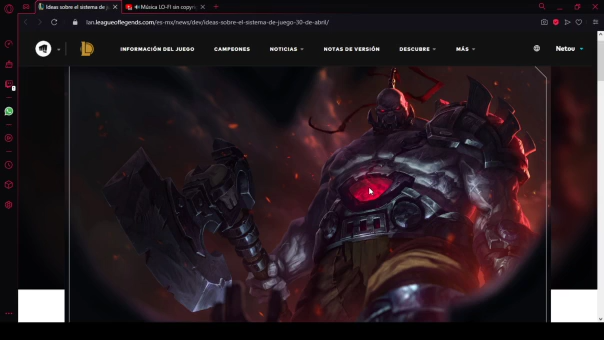 Ideas sobre el sistema de ju
Música LO-FI sin copyri
lan.leagueoflegends.com/es-mx/news/dev/ideas-sobre-el-sistema-de-juego-30-de-abril/
INFORMACIÓN DEL JUEGO
CAMPEONES
NOTICIAS
NOTAS DE VERSIÓN
DESCUBRE
MÁS
Netou